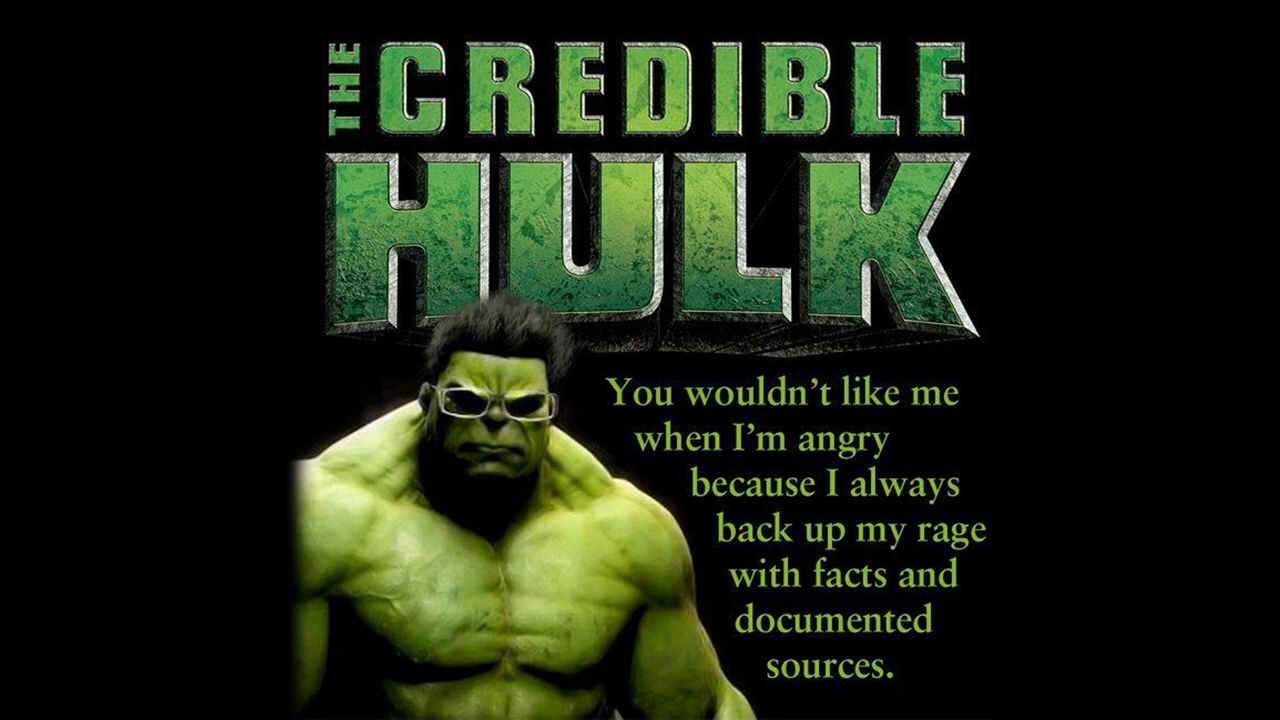 THE CREDIBLE
HULK
You wouldn’t like me
when I’m angry
because I always
back up my rage
with facts and
documented
sources.